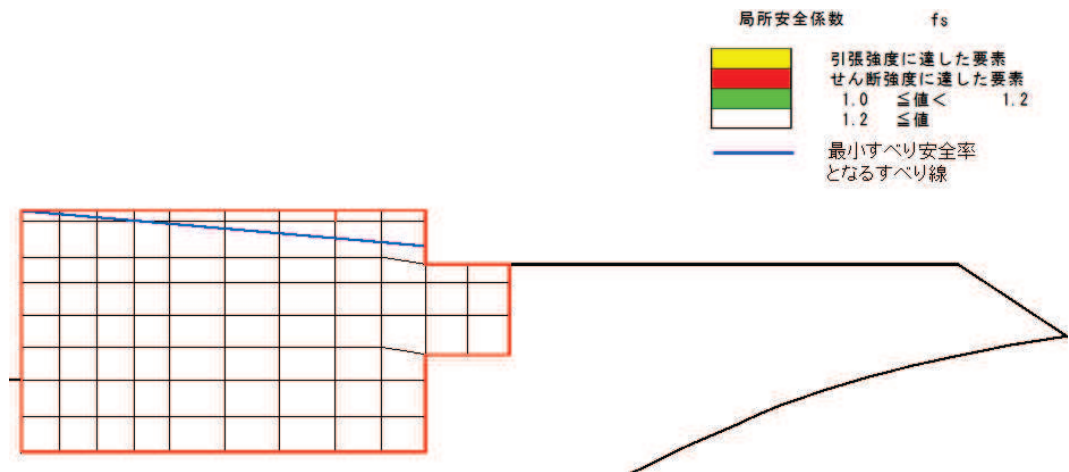 局所安全係数 fs
引張強度に達した要素
せん断強度に達した要素
1.0 ≦値< 1.2
1.2 ≦値
最小すべり安全率
となるすべり線